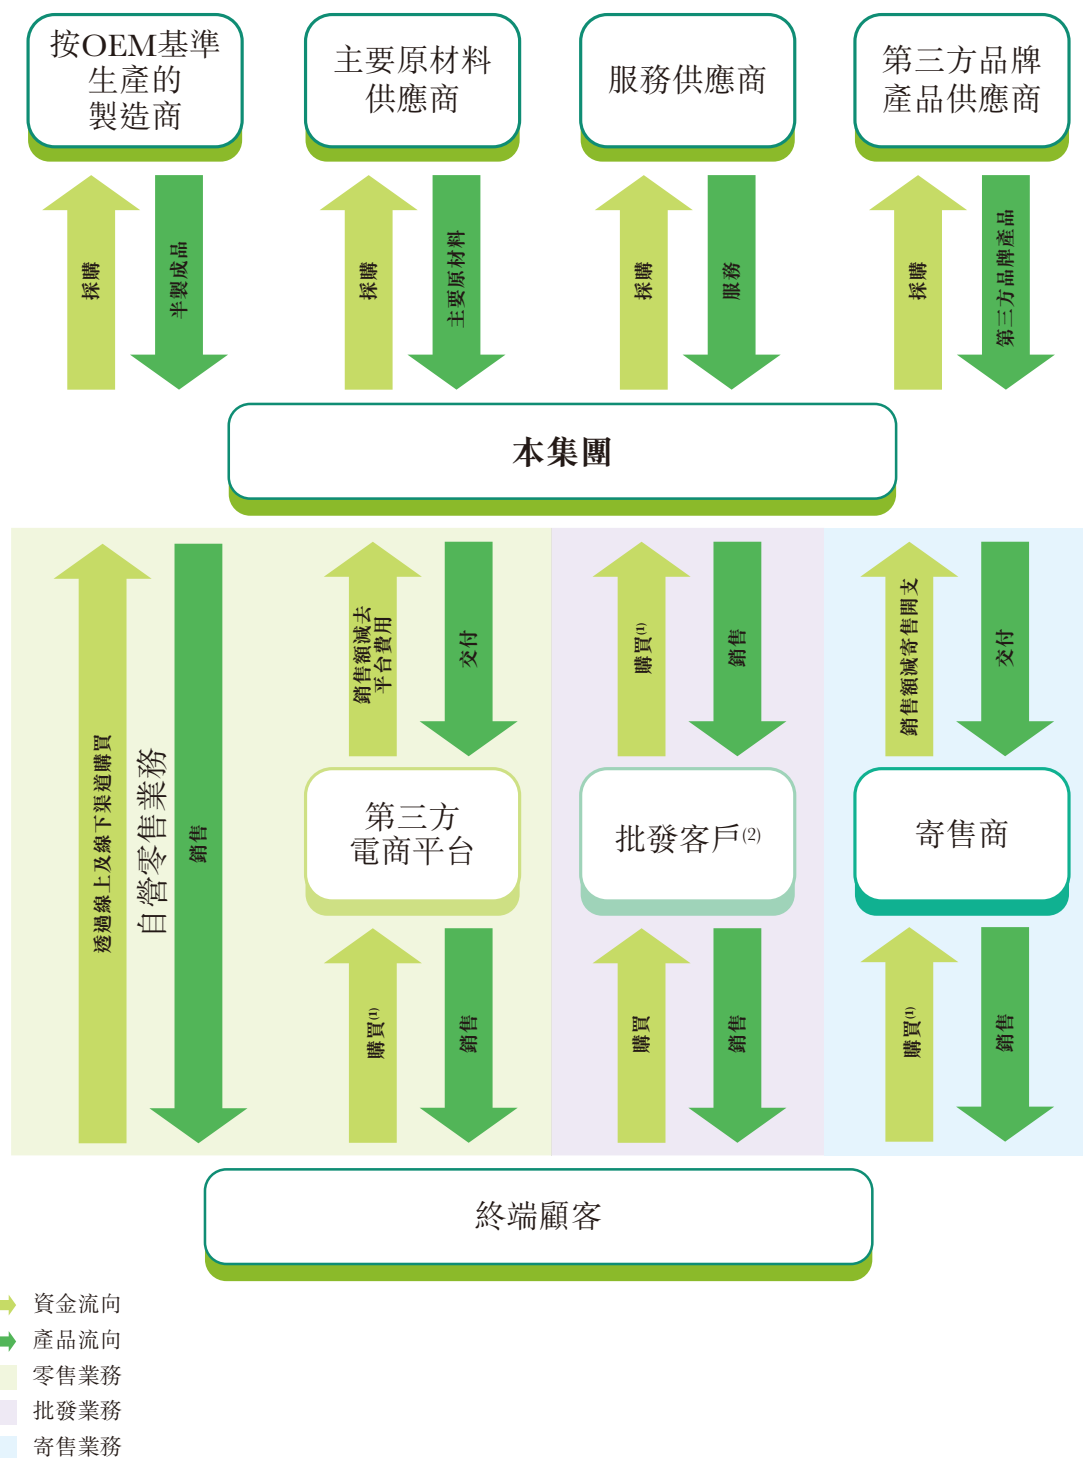 按OEM基準
生產的
製造商
主要原材料
供應商
服務供應商
第三方品牌
產品供應商
採購
半製成品
採購
主要原材料
採購
服務
採購
第三方品牌產品
本集團
透過線上及線下渠道購買
自營零售業務
銷售
銷售額減去
平台費用
交付
購買(1)
銷售
銷售額減寄售開支
交付
第三方
電商平台
批發客戶(2)
寄售商
購買(1)
銷售
購買
銷售
購買(1)
銷售
終端顧客
資金流向
產品流向
零售業務
批發業務
寄售業務